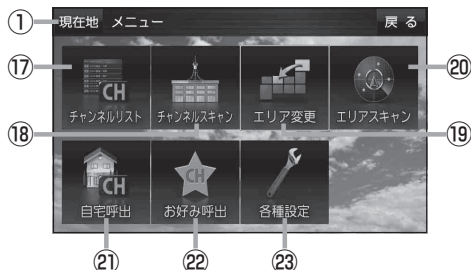 ① 現在地 メニュー 戻る
⑰ CH CH ⑳
チャンネルリスト チャンネルスキャン エリア変更 エリアスキャン
⑱ ⑲
CH CH
自宅呼出 お好み呼出 各種設定
㉑ ㉒ ㉓